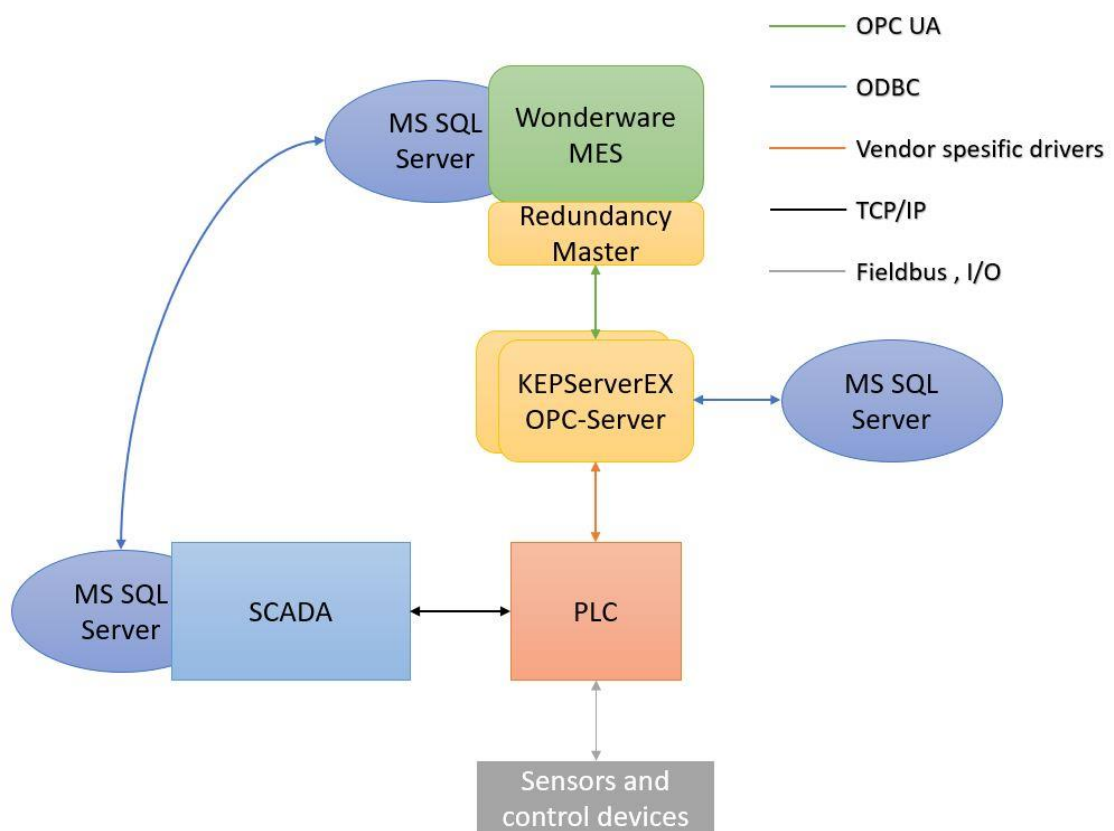 OPC UA
ODBC
Vendor spesific drivers
TCP/IP
Fieldbus , I/O
MS SQL
Server
Wonderware
MES
Redundancy
Master
KEPServerEX
OPC-Server
MS SQL
Server
MS SQL
Server
SCADA
PLC
Sensors and
control devices